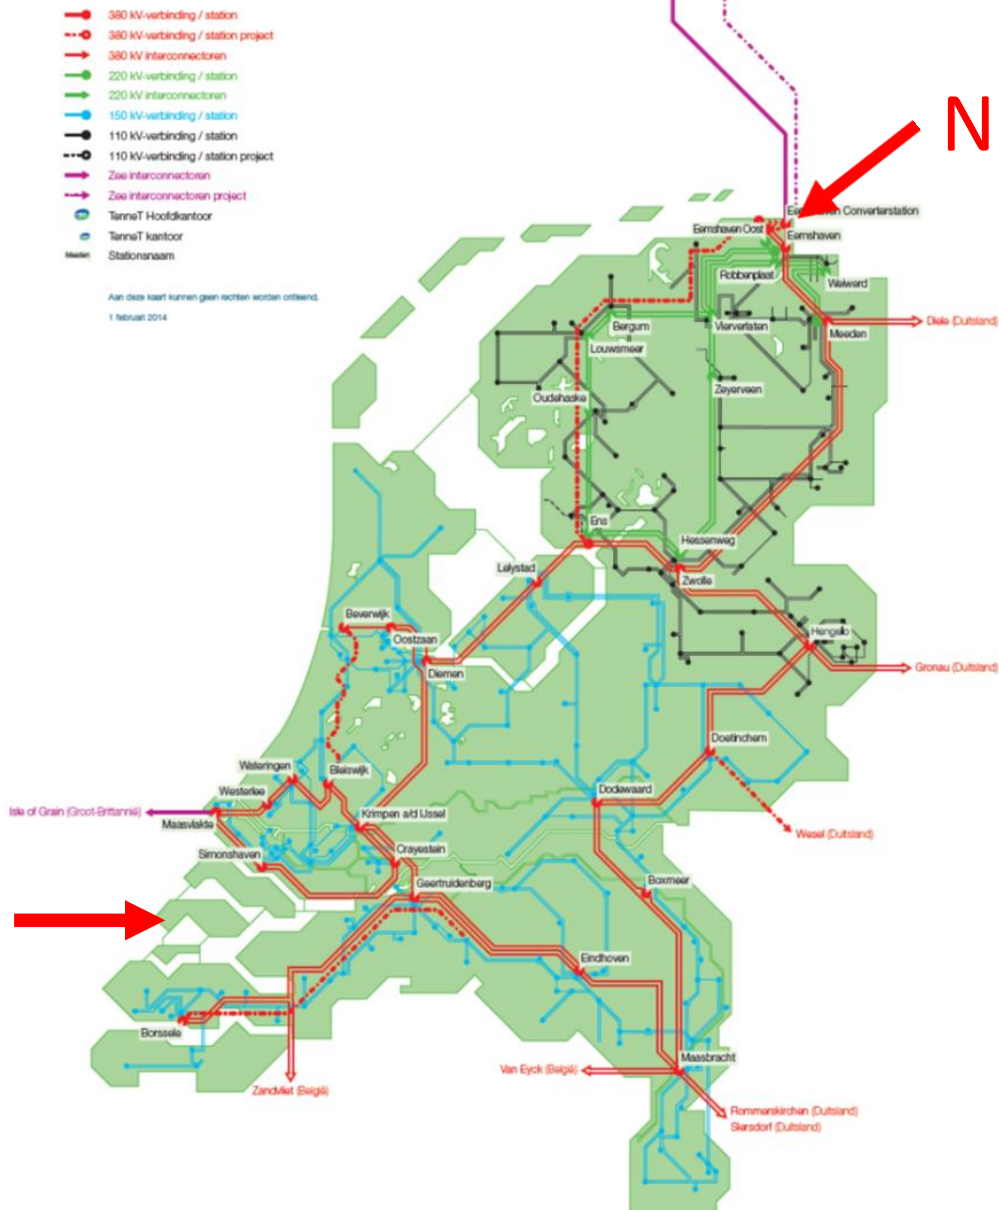 380 kV-verbinding / station
380 kV-verbinding / station project
380 kV interconnectoren
220 kV-verbinding / station
220 kV interconnectoren
150 kV-verbinding / station
110 kV-verbinding / station
110 kV-verbinding / station project
Zee interconnectoren
Zee interconnectoren project
TenneT Hoofdkantoor
TenneT kantoor
Meeden Stationsnaam
Aan deze kaart kunnen geen rechten worden ontleend.
1 februari 2014
N
Converterstation
Eemshaven Oost
Eemshaven
Robbenplaat
Weiwerd
Bergum
Vierverlaten
Meeden
Diele (Duitsland)
Louwsmeer
Zeyerveen
Oudehaske
Ens
Hessenweg
Lelystad
Zwolle
Beverwijk
Oostzaan
Hengelo
Diemen
Gronau (Duitsland)
Doetinchem
Wateringen
Bleiswijk
Westerlee
Dodewaard
Isle of Grain (Groot-Brittannië)
Maasvlakte
Krimpen a/d IJssel
Wesel (Duitsland)
Simonshaven
Crayestein
Geertruidenberg
Boxmeer
Eindhoven
Borssele
Maasbracht
Van Eyck (België)
Zandvliet (België)
Rommerskirchen (Duitsland)
Siersdorf (Duitsland)